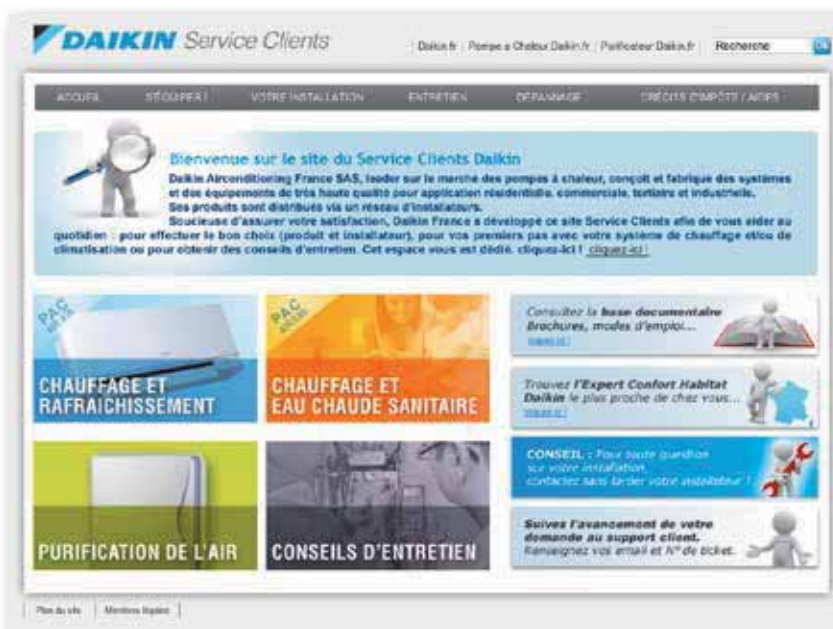 DAIKIN Service Clients
Daikin.fr | Pompe à Chaleur Daikin.fr | Purificateur Daikin.fr
Recherche
Ok
ACCUEIL
S'ÉQUIPER !
VOTRE INSTALLATION
ENTRETIEN
DÉPANNAGE
CRÉDITS D'IMPÔTS / AIDES
Bienvenue sur le site du Service Clients Daikin
Daikin Airconditioning France SAS, leader sur le marché des pompes à chaleur, conçoit et fabrique des systèmes
et des équipements de très haute qualité pour application résidentielle, commerciale, tertiaire et industrielle.
Ses produits sont distribués via un réseau d'installateurs.
Soucieuse d'assurer votre satisfaction, Daikin France a développé ce site Service Clients afin de vous aider au
quotidien : pour effectuer le bon choix (produit et installateur), pour vos premiers pas avec votre système de chauffage et/ou de
climatisation ou pour obtenir des conseils d'entretien. Cet espace vous est dédié, cliquez-ici ! cliquez-ici !
PAC
AIR AIR
CHAUFFAGE ET
RAFRAICHISSEMENT
PAC
AIR EAU
CHAUFFAGE ET
EAU CHAUDE SANITAIRE
PURIFICATION DE L'AIR
CONSEILS D'ENTRETIEN
Consultez la base documentaire
Brochures, modes d'emploi...
cliquez-ici !
Trouvez l'Expert Confort Habitat
Daikin le plus proche de chez vous...
cliquez-ici !
CONSEIL : Pour toute question
sur votre installation,
contactez sans tarder votre installateur !
Suivez l'avancement de votre
demande au support client.
Renseignez vos email et N° de ticket.
Plan du site | Mentions légales |